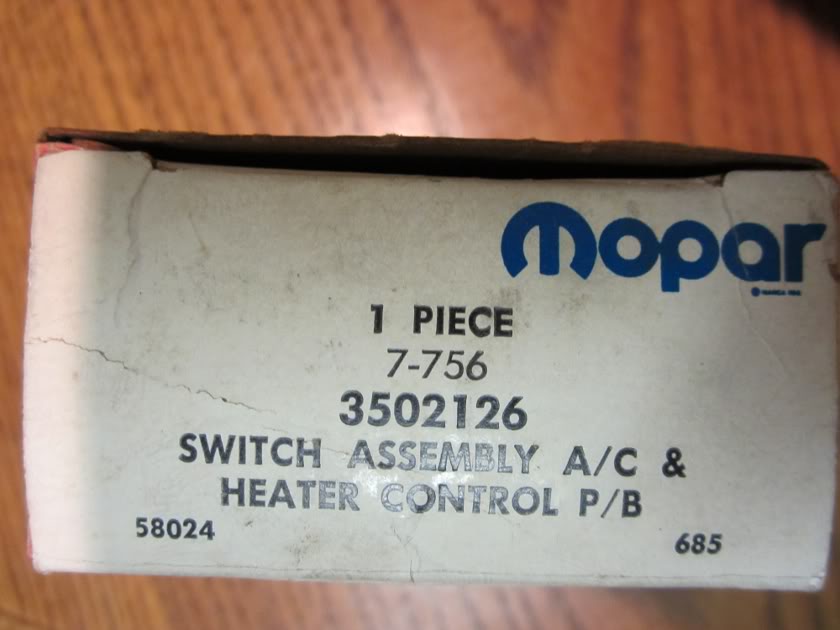 mopar
1 PIECE
7-756
3502126
SWITCH ASSEMBLY A/C &
HEATER CONTROL P/B
58024 685